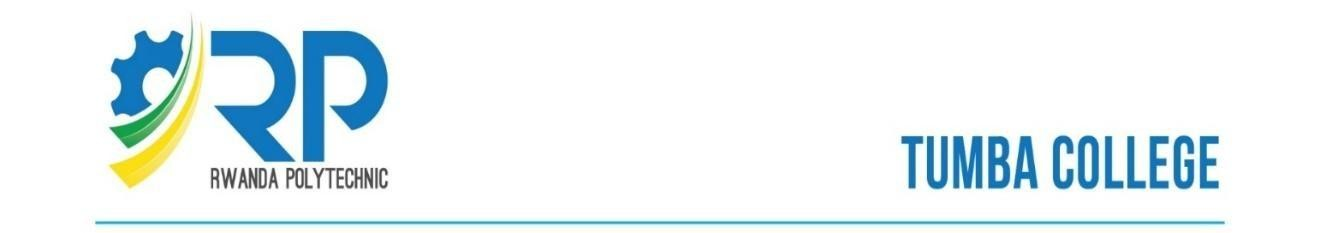 RP
RWANDA POLYTECHNIC
TUMBA COLLEGE